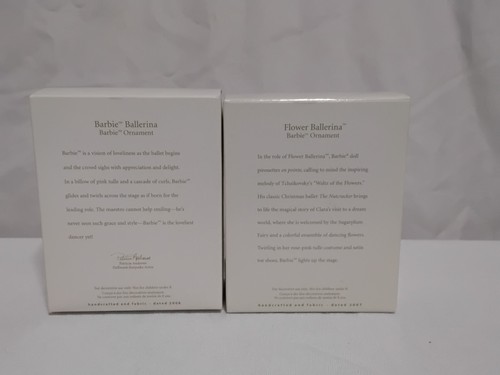 Barbie™ Ballerina
Barbie™ Ornament
Barbie™ is a vision of loveliness as the ballet begins
and the crowd sighs with appreciation and delight.
In a billow of pink tulle and a cascade of curls, Barbie™
glides and swirls across the stage as if born for the
The maestro cannot help smiling—he's
never seen such grace and style—Barbie™ is the loveliest
dancer yet!
handcrafted and fabric - dated
Flower Ballerina™
Barbie™ Ornament
In the role of Flower Ballerina™, Barbie® doll
pirouettes en pointe, calling to mind the inspiring
melody of Tchaikovsky's "Waltz of the Flowers."
His classic Christmas ballet The Nutcracker brings
to life the magical story of Clara's visit to a dream
world, where she is welcomed by the Sugarplum
Fairy and a colorful ensemble of dancing flowers.
Twirling in her rose-pink tulle costume and satin
toe shoes, Barbie™ lights up the stage.
handcrafted and fabric - dated